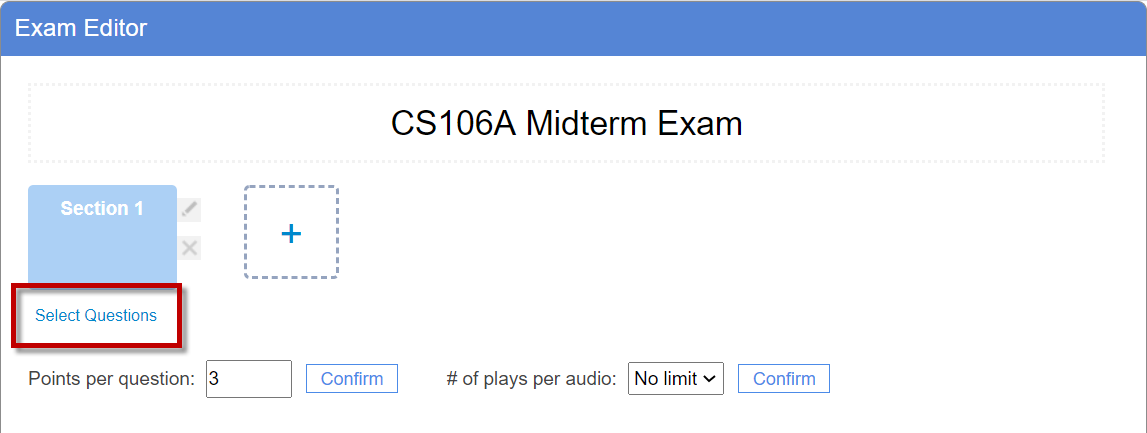 Exam Editor
CS106A Midterm Exam
Section 1
+
Select Questions
Points per question: 3 Confirm # of plays per audio: No limit Confirm